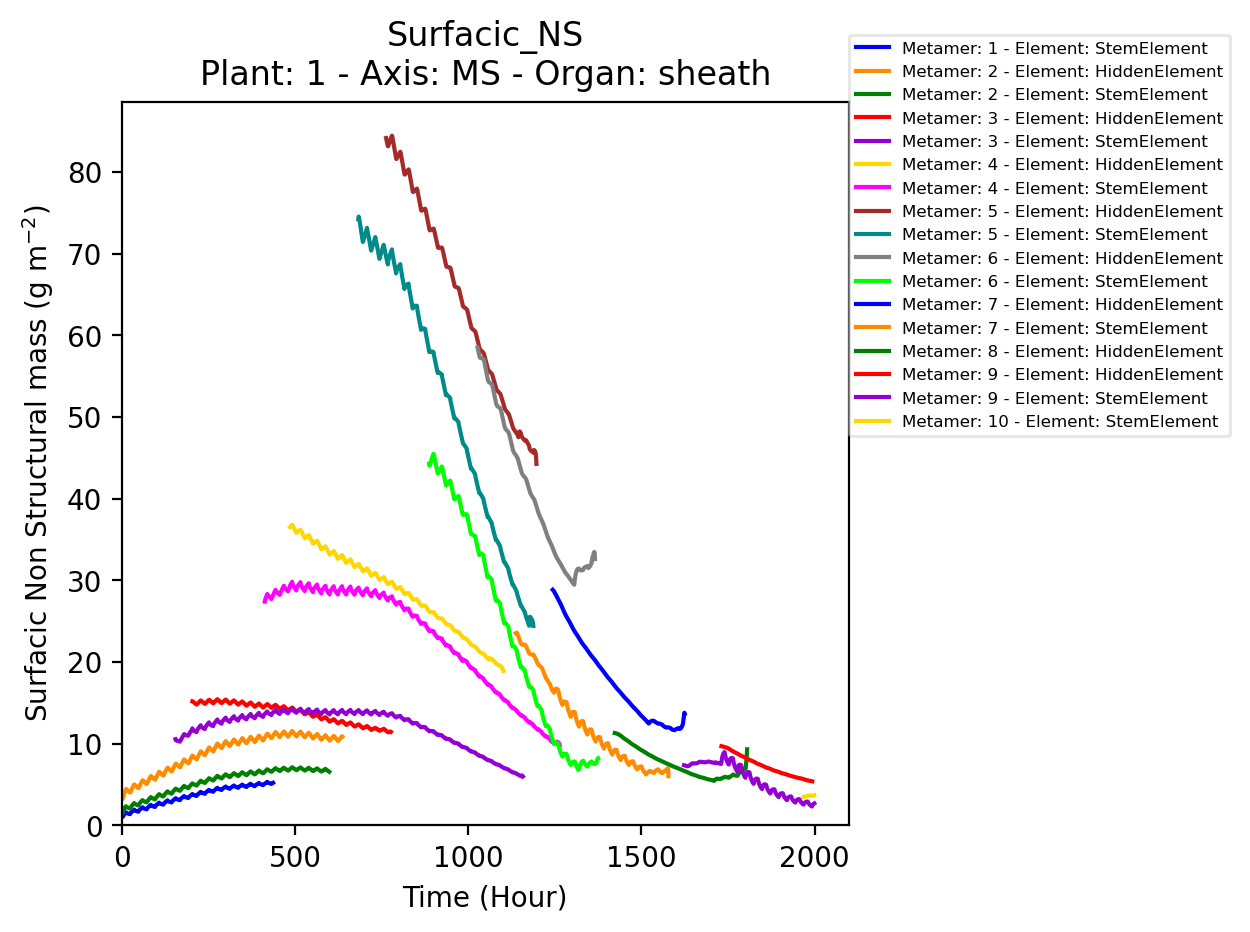 Surfacic_NS
Plant: 1 - Axis: MS - Organ: sheath
Surfacic Non Structural mass (g m⁻²)
80
70
60
50
40
30
20
10
0
0 500 1000 1500 2000
Time (Hour)
Metamer: 1 - Element: StemElement
Metamer: 2 - Element: HiddenElement
Metamer: 2 - Element: StemElement
Metamer: 3 - Element: HiddenElement
Metamer: 3 - Element: StemElement
Metamer: 4 - Element: HiddenElement
Metamer: 4 - Element: StemElement
Metamer: 5 - Element: HiddenElement
Metamer: 5 - Element: StemElement
Metamer: 6 - Element: HiddenElement
Metamer: 6 - Element: StemElement
Metamer: 7 - Element: HiddenElement
Metamer: 7 - Element: StemElement
Metamer: 8 - Element: HiddenElement
Metamer: 9 - Element: HiddenElement
Metamer: 9 - Element: StemElement
Metamer: 10 - Element: StemElement